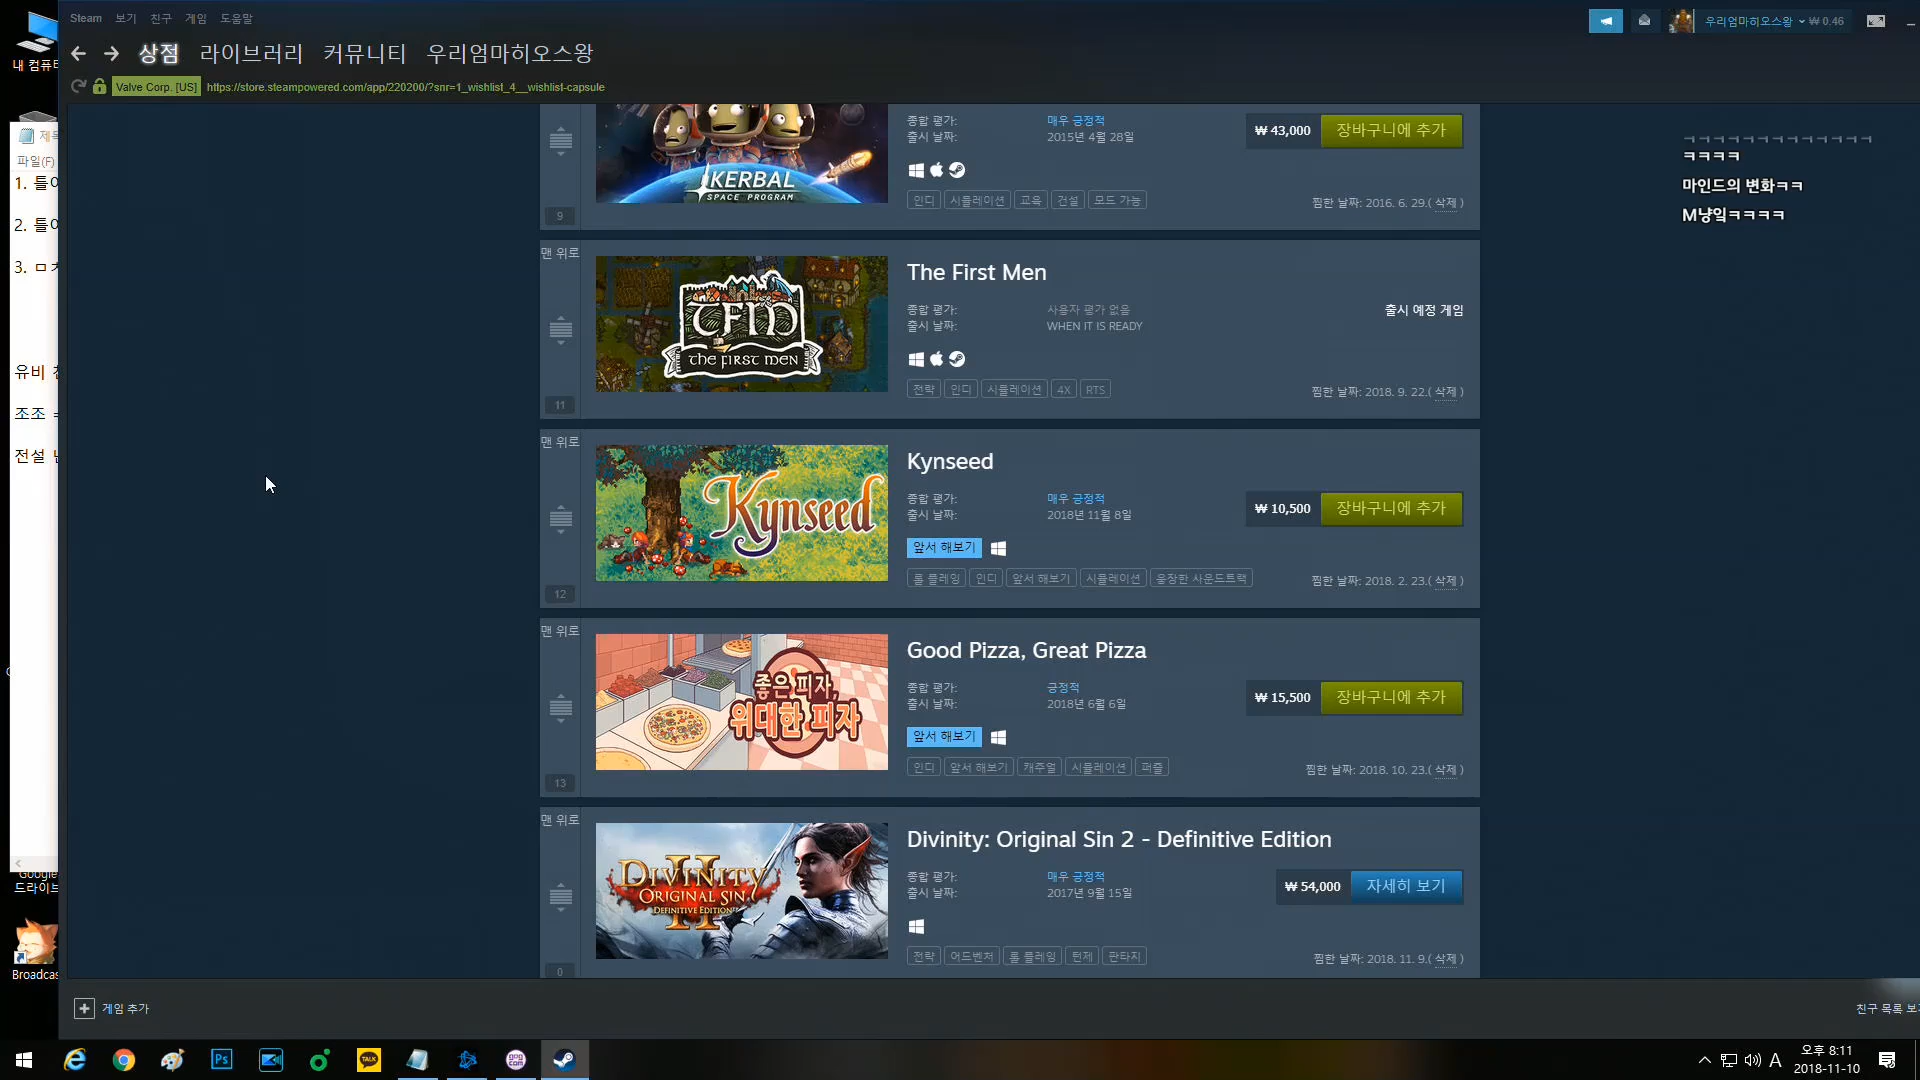 Steam 보기 친구 게임 도움말
우리엄마히오스왕 ₩ 0.46
상점 라이브러리 커뮤니티 우리엄마히오스왕
Valve Corp. [US] https://store.steampowered.com/app/220200/?snr=1_wishlist_4__wishlist-capsule
내 컴퓨터
파일(F)
1. 틀
2. 틀
3. ㅁ
유비
조조
전설
Google
드라이브
Broadcas
KERBAL
SPACE PROGRAM
종합 평가: 매우 긍정적
출시 날짜: 2015년 4월 28일
₩ 43,000 장바구니에 추가
인디 시뮬레이션 교육 건설 모드 가능
찜한 날짜: 2016. 6. 29.( 삭제 )
9
맨 위로
TFM
THE FIRST MEN
The First Men
종합 평가: 사용자 평가 없음
출시 날짜: WHEN IT IS READY
출시 예정 게임
전략 인디 시뮬레이션 4X RTS
찜한 날짜: 2018. 9. 22.( 삭제 )
11
맨 위로
Kynseed
Kynseed
종합 평가: 매우 긍정적
출시 날짜: 2018년 11월 8일
₩ 10,500 장바구니에 추가
앞서 해보기
롤 플레잉 인디 앞서 해보기 시뮬레이션 웅장한 사운드트랙
찜한 날짜: 2018. 2. 23.( 삭제 )
12
맨 위로
좋은 피자,
위대한 피자
Good Pizza, Great Pizza
종합 평가: 긍정적
출시 날짜: 2018년 6월 6일
₩ 15,500 장바구니에 추가
앞서 해보기
인디 앞서 해보기 캐주얼 시뮬레이션 퍼즐
찜한 날짜: 2018. 10. 23.( 삭제 )
13
맨 위로
DIVINITY
II
ORIGINAL SIN
DEFINITIVE EDITION
Divinity: Original Sin 2 - Definitive Edition
종합 평가: 매우 긍정적
출시 날짜: 2017년 9월 15일
₩ 54,000 자세히 보기
전략 어드벤처 롤 플레잉 턴제 판타지
찜한 날짜: 2018. 11. 9.( 삭제 )
0
ㅋㅋㅋㅋㅋㅋㅋㅋㅋㅋㅋㅋㅋ
ㅋㅋㅋㅋ
마인드의 변화ㅋㅋ
M냥익ㅋㅋㅋㅋ
게임 추가
친구 목록 보
Ps
TALK
gog
com
A
오후 8:11
2018-11-10